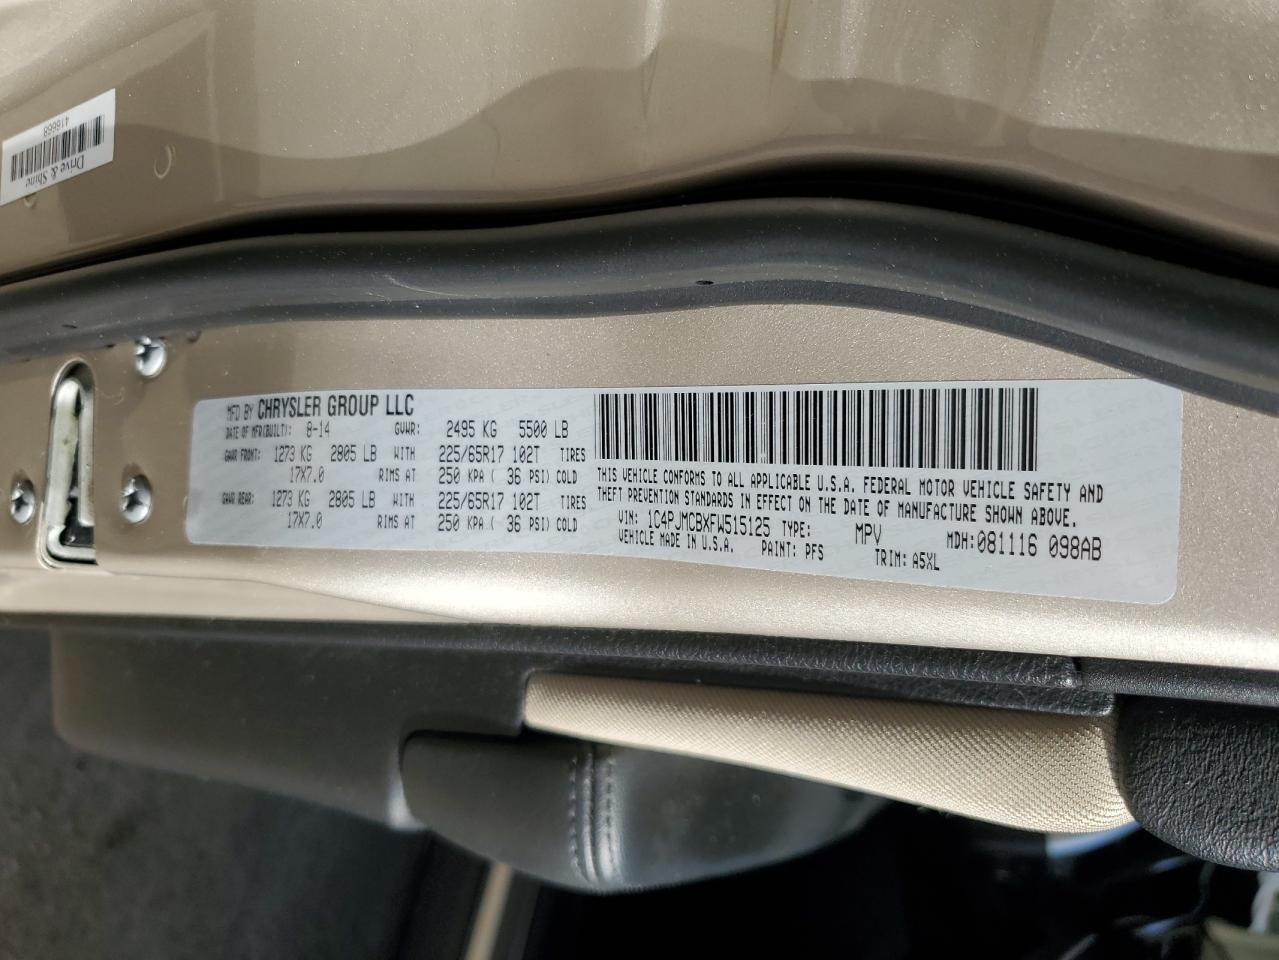 Drive & Shine
416668
MFD BY CHRYSLER GROUP LLC
DATE OF MFR(BUILT): 8-14 GVWR: 2495 KG 5500 LB
GAWR FRONT: 1273 KG 2805 LB WITH 225/65R17 102T TIRES
17X7.0 RIMS AT 250 KPA ( 36 PSI) COLD
GAWR REAR: 1273 KG 2805 LB WITH 225/65R17 102T TIRES
17X7.0 RIMS AT 250 KPA ( 36 PSI) COLD
THIS VEHICLE CONFORMS TO ALL APPLICABLE U.S.A. FEDERAL MOTOR VEHICLE SAFETY AND
THEFT PREVENTION STANDARDS IN EFFECT ON THE DATE OF MANUFACTURE SHOWN ABOVE.
VIN: 1C4PJMCBXFW515125 TYPE: MPV MDH:081116 098AB
VEHICLE MADE IN U.S.A. PAINT: PFS TRIM: A5XL